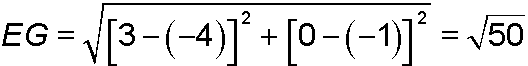 EG = √([3 − (−4)]² + [0 − (−1)]²) = √50